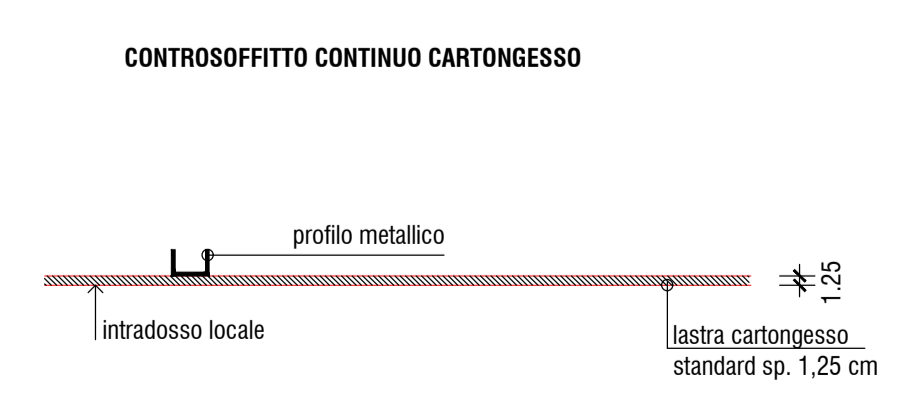 CONTROSOFFITTO CONTINUO CARTONGESSO
profilo metallico
1.25
intradosso locale
lastra cartongesso
standard sp. 1,25 cm